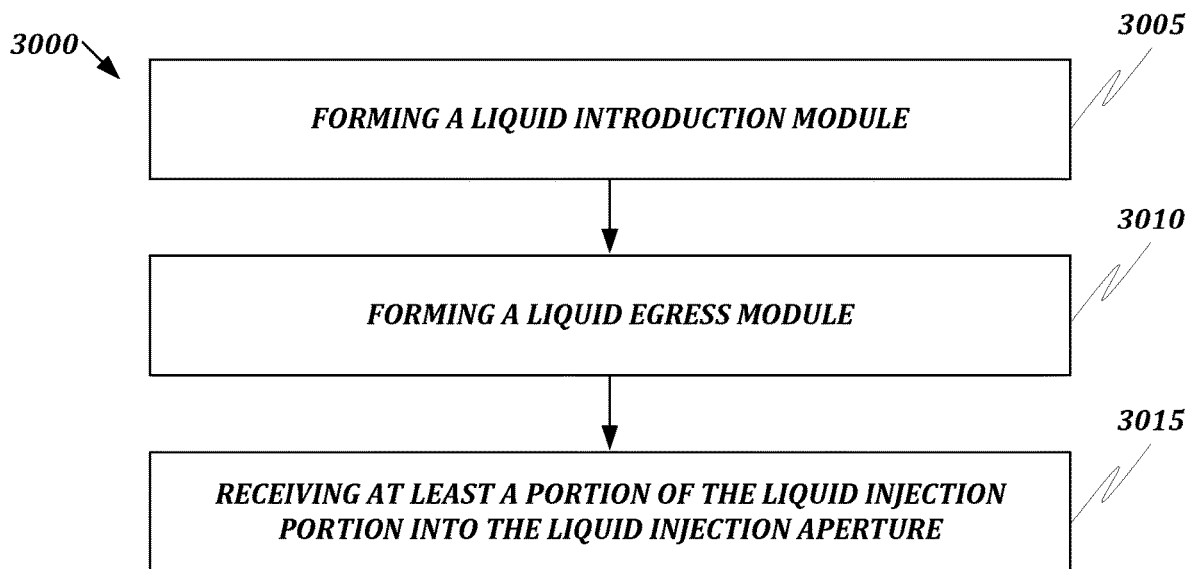 3000
3005
FORMING A LIQUID INTRODUCTION MODULE
3010
FORMING A LIQUID EGRESS MODULE
3015
RECEIVING AT LEAST A PORTION OF THE LIQUID INJECTION
PORTION INTO THE LIQUID INJECTION APERTURE